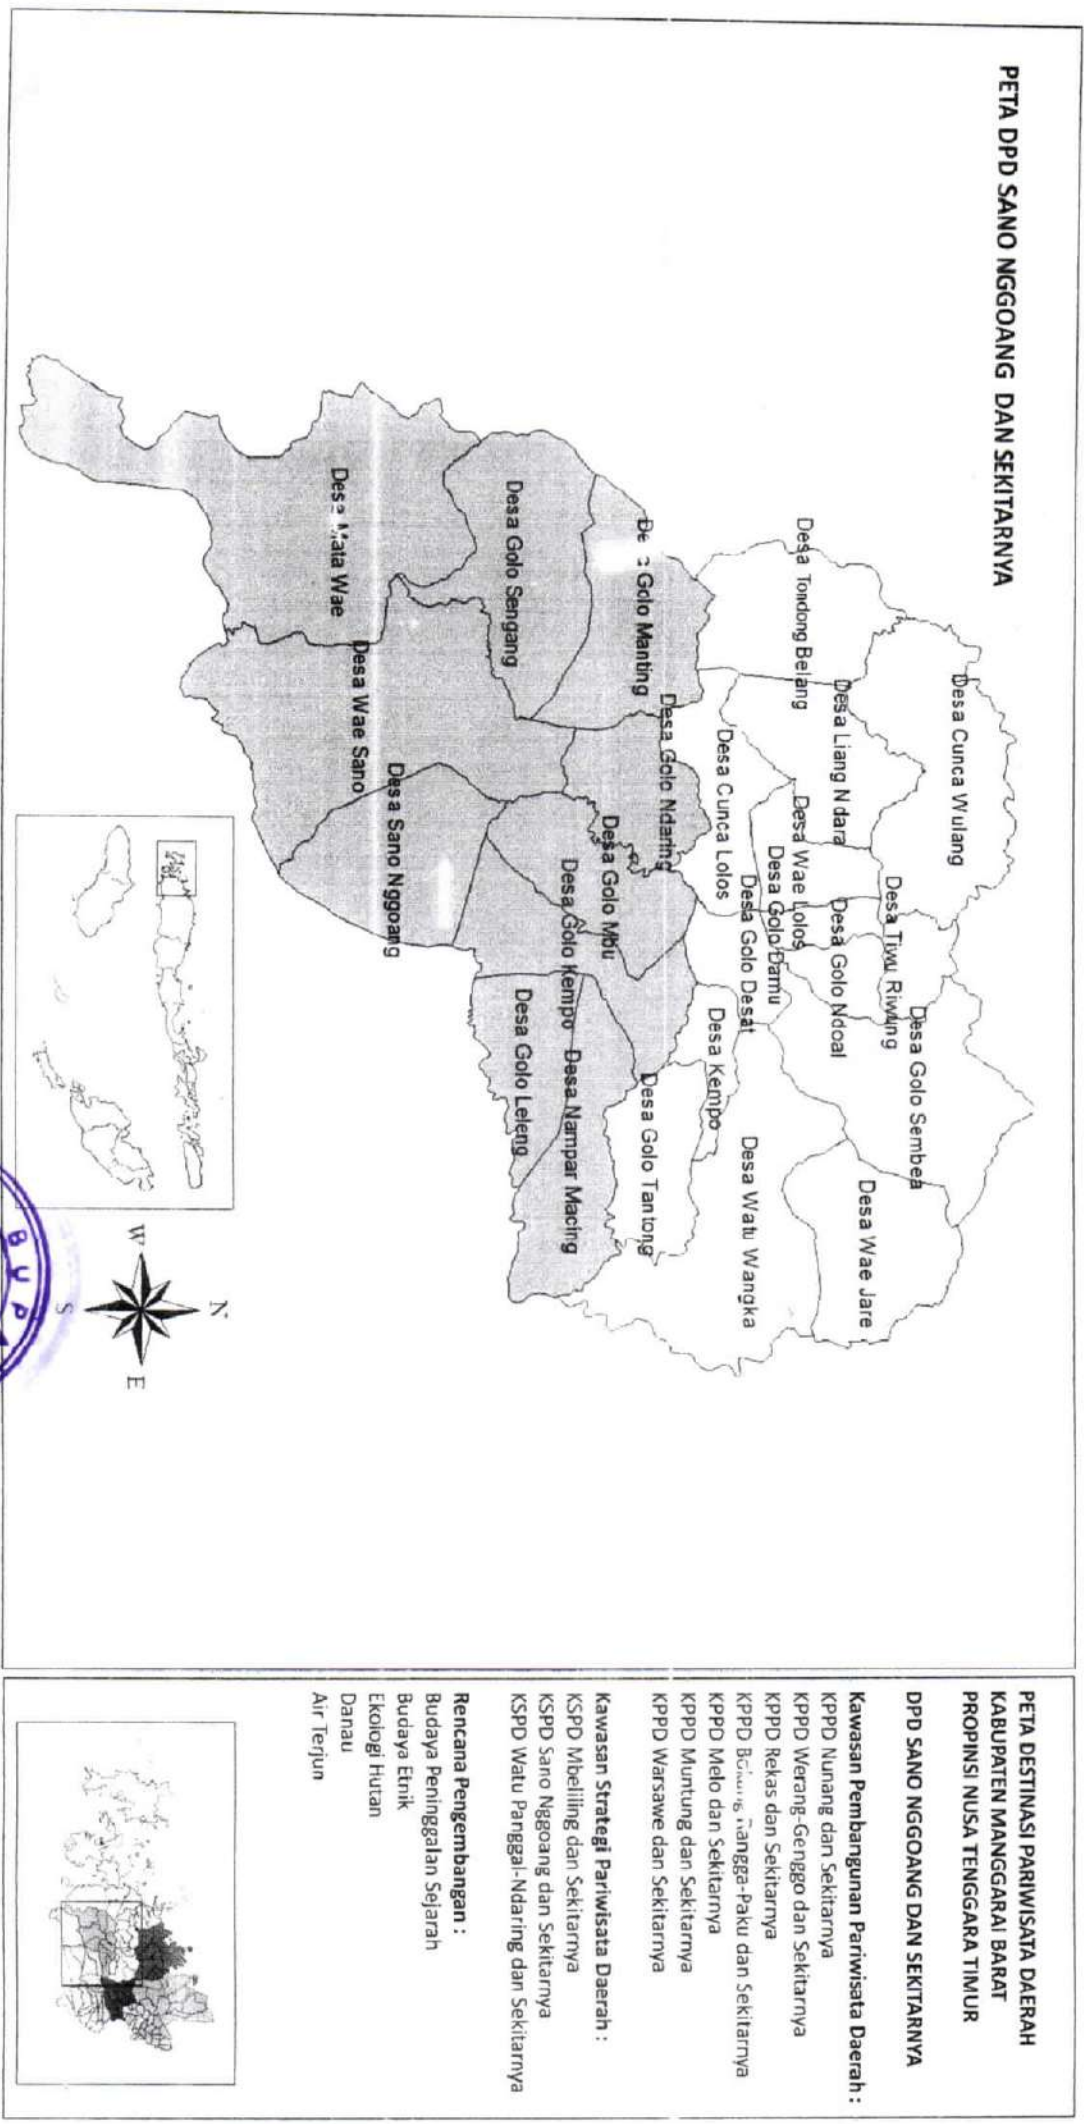 PETA DPD SANO NGGOANG DAN SEKITARNYA
Desa Cunca Wulang
Desa Tondong Belang
Desa Liang Ndara
Desa Tiwu Riwung
Desa Golo Sembea
Desa Wae Jare
Desa Wae Lolos
Desa Golo Ndoal
Desa Golo Damu
Desa Golo Desat
Desa Cunca Lolos
Desa Kempo
Desa Watu Wangka
Golo Manting
Desa Golo Ndaring
Desa Golo Tantong
Desa Golo Mbu
Desa Golo Kempo
Desa Nampar Macing
Desa Golo Sengang
Desa Golo Leleng
Desa Mata Wae
Desa Wae Sano
Desa Sano Nggoang
N
W
E
S
BUP
PETA DESTINASI PARIWISATA DAERAH
KABUPATEN MANGGARAI BARAT
PROPINSI NUSA TENGGARA TIMUR
DPD SANO NGGOANG DAN SEKITARNYA
Kawasan Pembangunan Pariwisata Daerah :
KPPD Nunang dan Sekitarnya
KPPD Werang-Genggo dan Sekitarnya
KPPD Rekas dan Sekitarnya
KPPD Rangga-Paku dan Sekitarnya
KPPD Melo dan Sekitarnya
KPPD Muntung dan Sekitarnya
KPPD Warsawe dan Sekitarnya
Kawasan Strategi Pariwisata Daerah :
KSPD Mbeliling dan Sekitarnya
KSPD Sano Nggoang dan Sekitarnya
KSPD Watu Panggal-Ndaring dan Sekitarnya
Rencana Pengembangan :
Budaya Peninggalan Sejarah
Budaya Etnik
Ekologi Hutan
Danau
Air Terjun